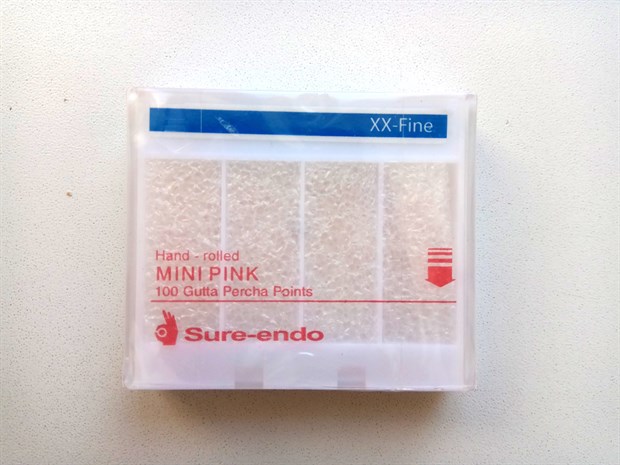 XX-Fine
Hand - rolled
MINI PINK
100 Gutta Percha Points
Sure-endo